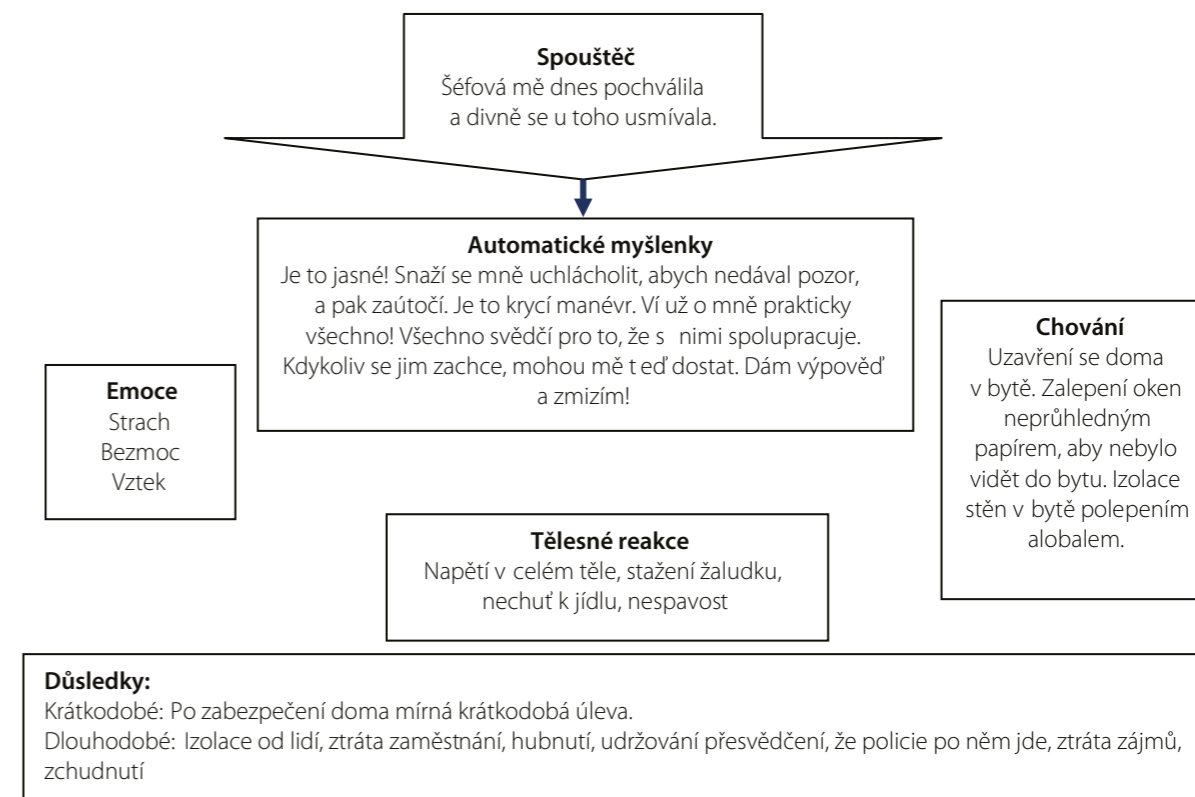 Spouštěč
Šéfová mě dnes pochválila
a divně se u toho usmívala.
Automatické myšlenky
Je to jasné! Snaží se mně uchlácholit, abych nedával pozor,
a pak zaútočí. Je to krycí manévr. Ví už o mně prakticky
všechno! Všechno svědčí pro to, že s nimi spolupracuje.
Kdykoliv se jim zachce, mohou mě t eď dostat. Dám výpověď
a zmizím!
Emoce
Strach
Bezmoc
Vztek
Chování
Uzavření se doma
v bytě. Zalepení oken
neprůhledným
papírem, aby nebylo
vidět do bytu. Izolace
stěn v bytě polepením
alobalem.
Tělesné reakce
Napětí v celém těle, stažení žaludku,
nechuť k jídlu, nespavost
Důsledky:
Krátkodobé: Po zabezpečení doma mírná krátkodobá úleva.
Dlouhodobé: Izolace od lidí, ztráta zaměstnání, hubnutí, udržování přesvědčení, že policie po něm jde, ztráta zájmů,
zchudnutí